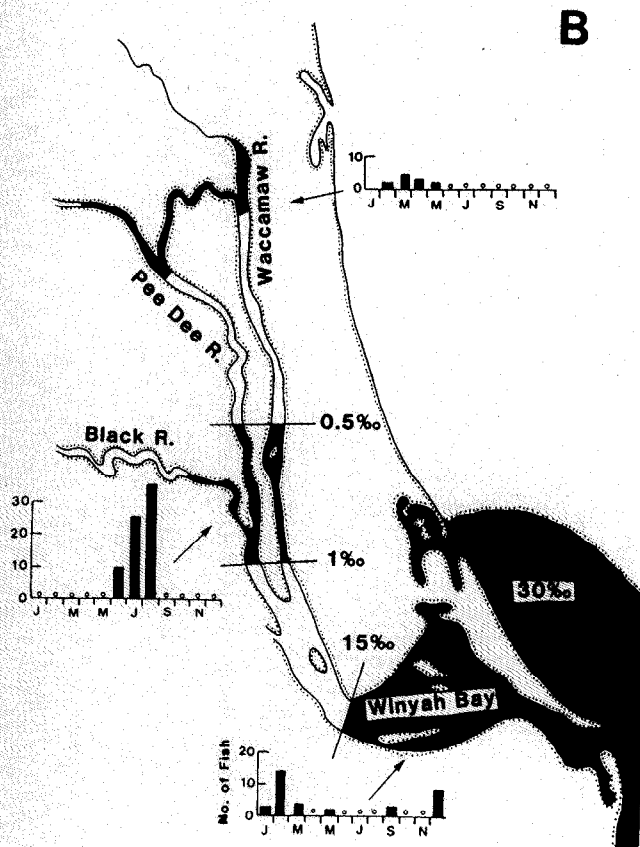 B
Waccamaw R.
10
0
J M M J S N
Pee Dee R.
0.5‰
Black R.
30
20
10
0
J M M J S N
1‰
30‰
15‰
Winyah Bay
No. of Fish
20
10
0
J M M J S N